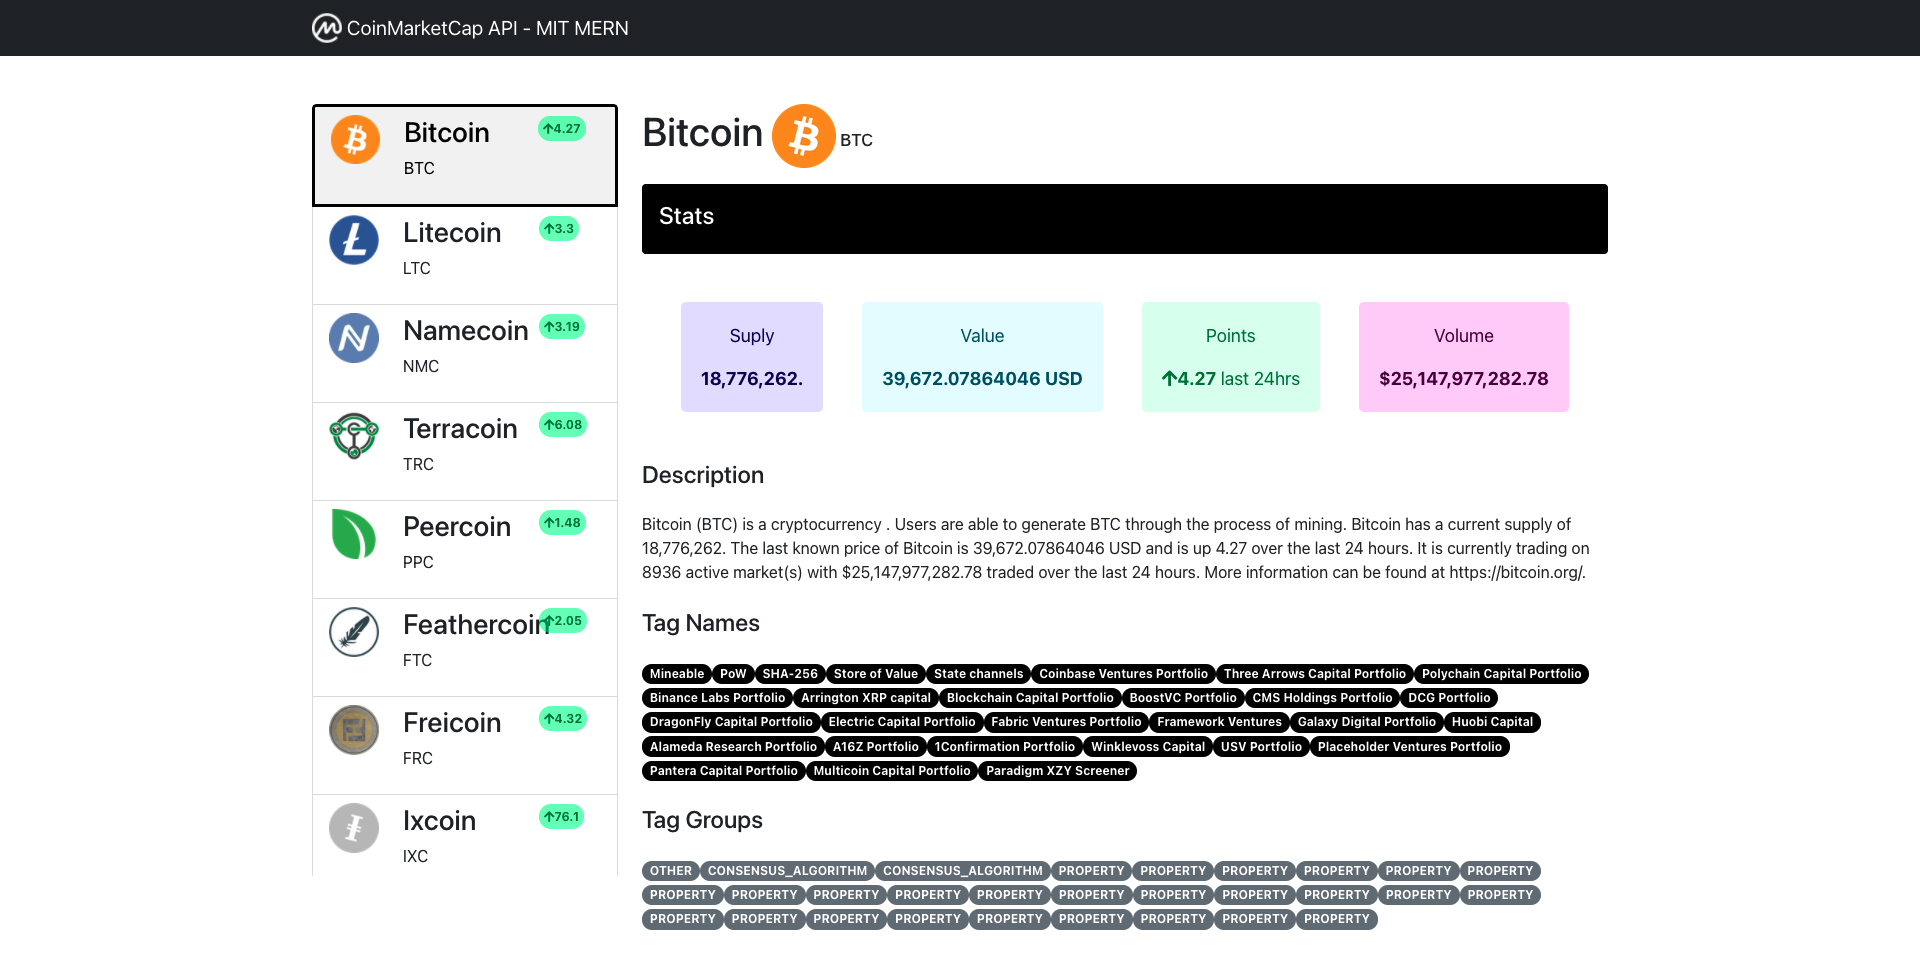 CoinMarketCap API - MIT MERN
Bitcoin
4.27
BTC
Litecoin
3.3
LTC
Namecoin
3.19
NMC
Terracoin
6.08
TRC
Peercoin
1.48
PPC
Feathercoin
2.05
FTC
Freicoin
4.32
FRC
Ixcoin
76.1
IXC
Bitcoin BTC
Stats
Suply
18,776,262.
Value
39,672.07864046 USD
Points
4.27 last 24hrs
Volume
$25,147,977,282.78
Description
Bitcoin (BTC) is a cryptocurrency . Users are able to generate BTC through the process of mining. Bitcoin has a current supply of
18,776,262. The last known price of Bitcoin is 39,672.07864046 USD and is up 4.27 over the last 24 hours. It is currently trading on
8936 active market(s) with $25,147,977,282.78 traded over the last 24 hours. More information can be found at https://bitcoin.org/.
Tag Names
Mineable PoW SHA-256 Store of Value State channels Coinbase Ventures Portfolio Three Arrows Capital Portfolio Polychain Capital Portfolio
Binance Labs Portfolio Arrington XRP capital Blockchain Capital Portfolio BoostVC Portfolio CMS Holdings Portfolio DCG Portfolio
DragonFly Capital Portfolio Electric Capital Portfolio Fabric Ventures Portfolio Framework Ventures Galaxy Digital Portfolio Huobi Capital
Alameda Research Portfolio A16Z Portfolio 1Confirmation Portfolio Winklevoss Capital USV Portfolio Placeholder Ventures Portfolio
Pantera Capital Portfolio Multicoin Capital Portfolio Paradigm XZY Screener
Tag Groups
OTHER CONSENSUS_ALGORITHM CONSENSUS_ALGORITHM PROPERTY PROPERTY PROPERTY PROPERTY PROPERTY PROPERTY
PROPERTY PROPERTY PROPERTY PROPERTY PROPERTY PROPERTY PROPERTY PROPERTY PROPERTY PROPERTY PROPERTY
PROPERTY PROPERTY PROPERTY PROPERTY PROPERTY PROPERTY PROPERTY PROPERTY PROPERTY